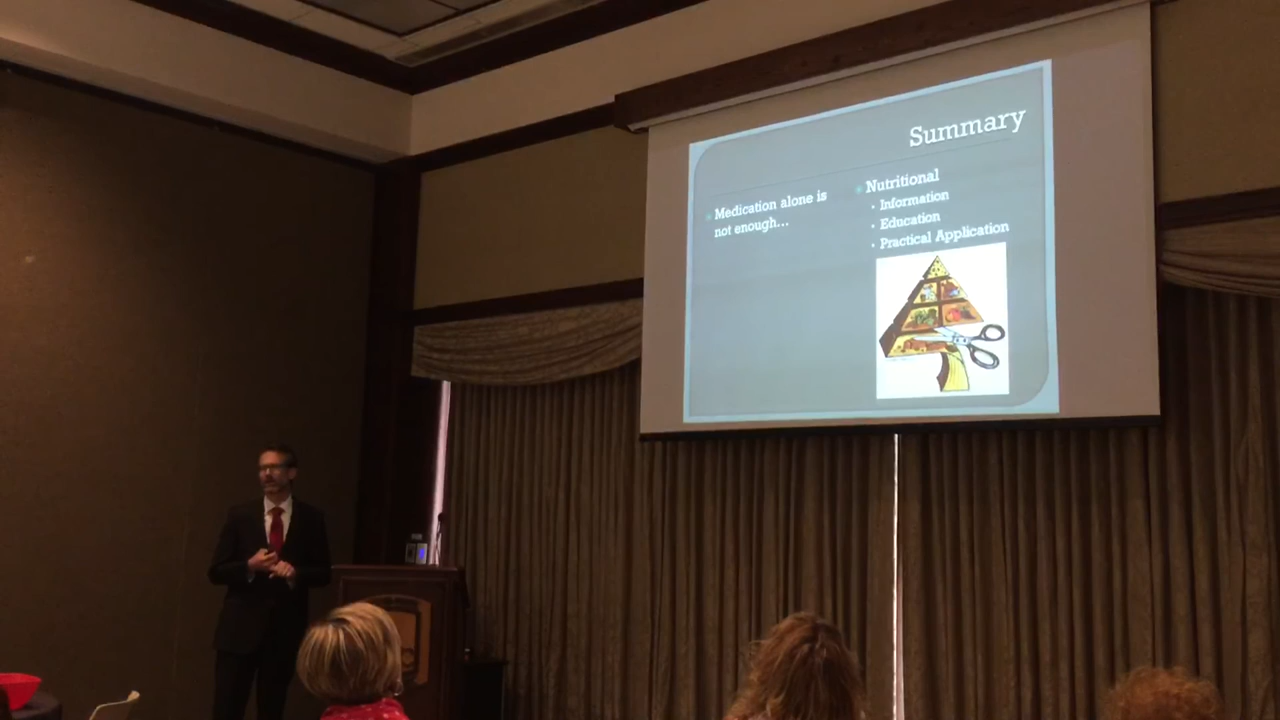 Summary
Medication alone is
not enough...
Nutritional
Information
Education
Practical Application